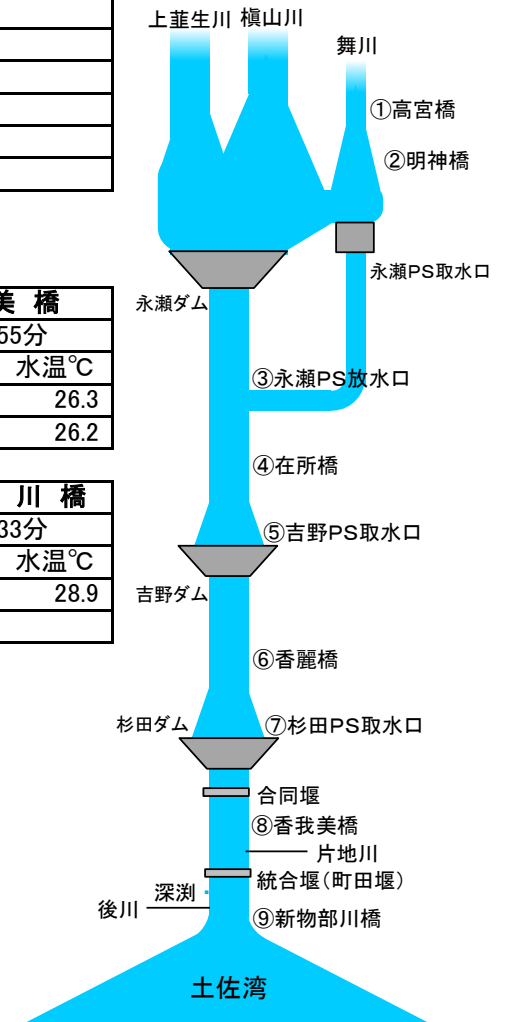 上韮生川 槇山川
舞川
①高宮橋
②明神橋
永瀬PS取水口
永瀬ダム
③永瀬PS放水口
④在所橋
⑤吉野PS取水口
吉野ダム
⑥香麗橋
杉田ダム
⑦杉田PS取水口
合同堰
⑧香我美橋
片地川
統合堰(町田堰)
深渕
後川
⑨新物部川橋
土佐湾
美 橋
55分
水温℃
26.3
26.2
川 橋
33分
水温℃
28.9